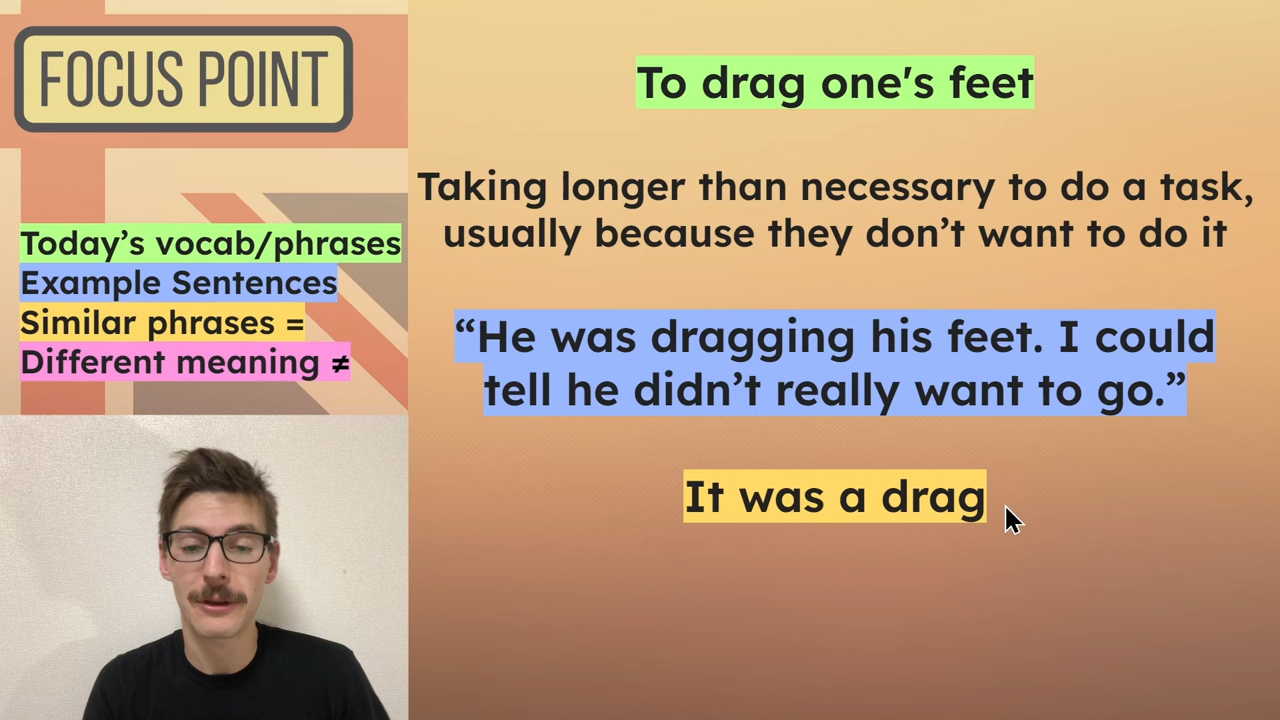 FOCUS POINT
Today’s vocab/phrases
Example Sentences
Similar phrases =
Different meaning ≠
To drag one's feet
Taking longer than necessary to do a task,
usually because they don’t want to do it
“He was dragging his feet. I could
tell he didn’t really want to go.”
It was a drag